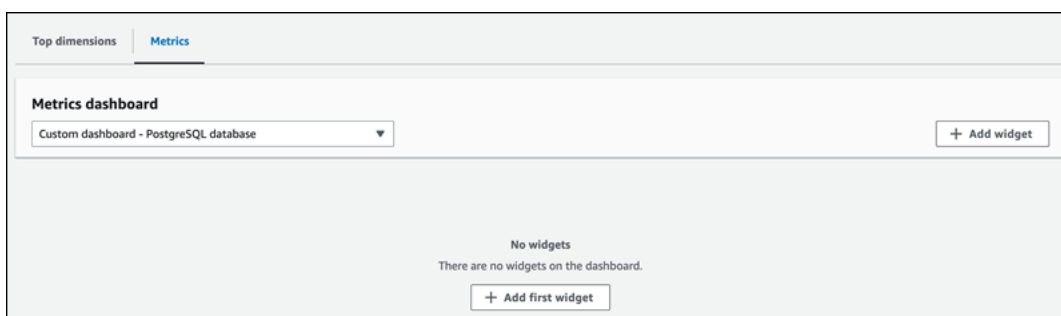 Top dimensions
Metrics
Metrics dashboard
Custom dashboard - PostgreSQL database
Add widget
No widgets
There are no widgets on the dashboard.
Add first widget